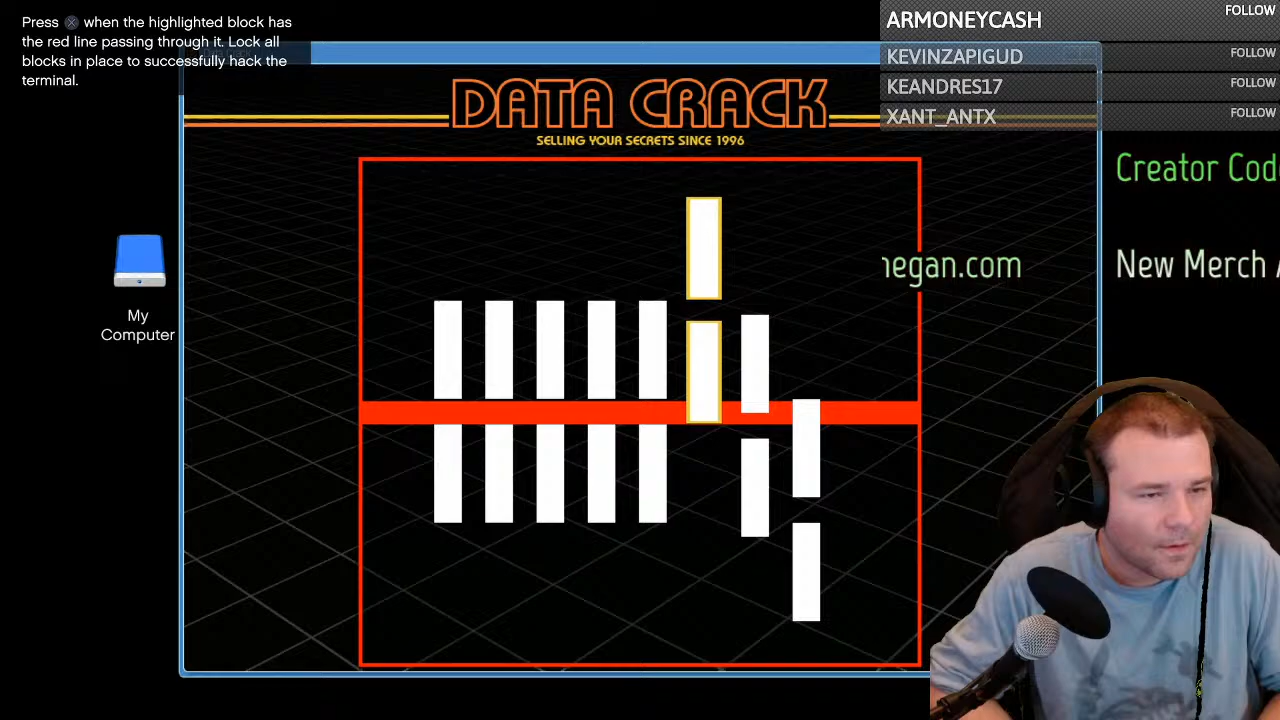 Press ⊗ when the highlighted block has
the red line passing through it. Lock all
blocks in place to successfully hack the
terminal.
ARMONEYCASH FOLLOW
KEVINZAPIGUD FOLLOW
KEANDRES17 FOLLOW
XANT_ANTX FOLLOW
DATA CRACK
SELLING YOUR SECRETS SINCE 1996
Creator Cod
egan.com
New Merch
My
Computer